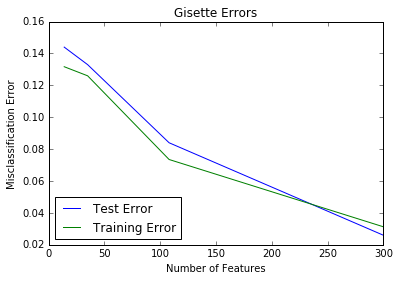 Gisette Errors
0.16
0.14
0.12
0.10
0.08
0.06
0.04
0.02
Misclassification Error
Test Error
Training Error
0 50 100 150 200 250 300
Number of Features